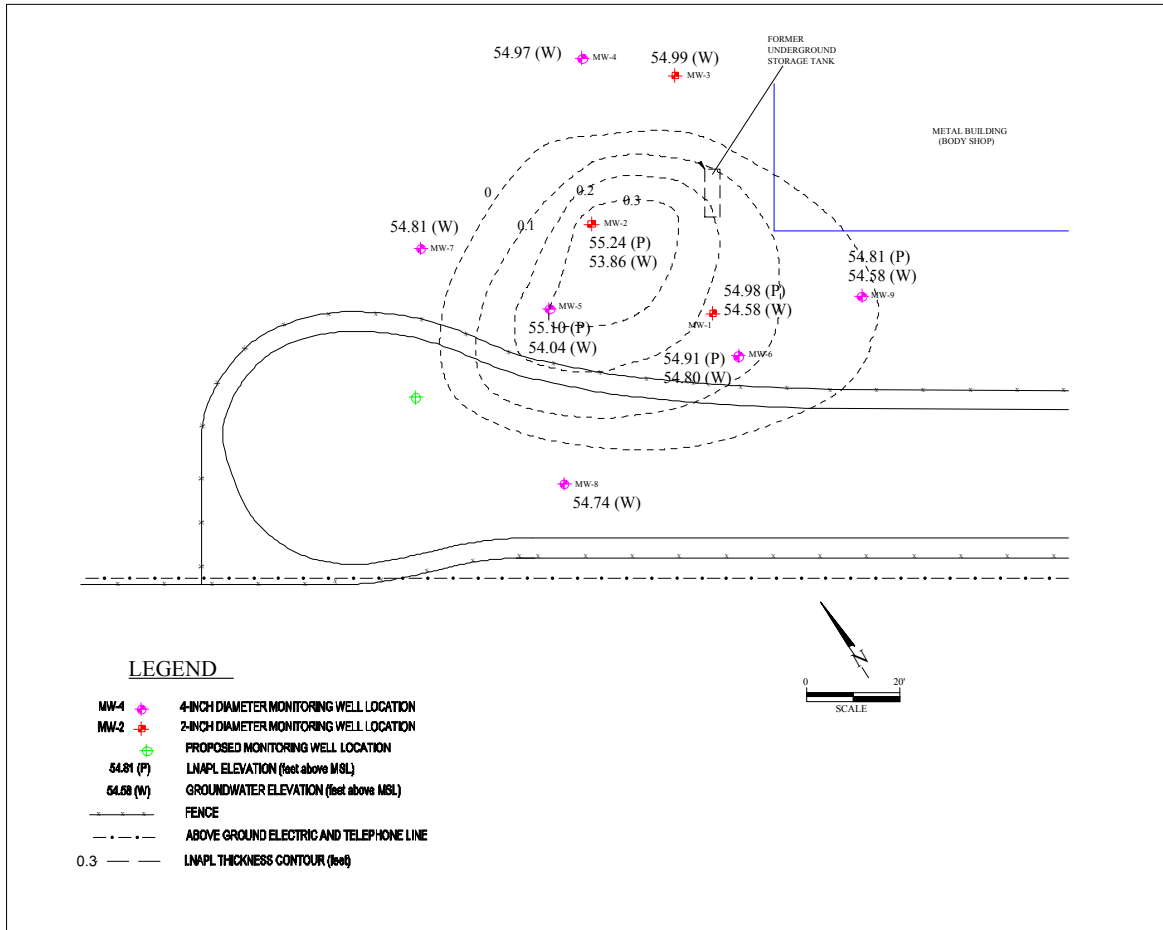 FORMER
UNDERGROUND
STORAGE TANK
54.97 (W)
MW-4
54.99 (W)
MW-3
METAL BUILDING
(BODY SHOP)
0
0.2
0.3
0.1
MW-2
55.24 (P)
53.86 (W)
54.81 (W)
MW-7
54.81 (P)
54.58 (W)
MW-9
MW-5
55.10 (P)
54.04 (W)
54.98 (P)
54.58 (W)
MW-1
54.91 (P)
54.80 (W)
MW-6
MW-8
54.74 (W)
N
0 20'
SCALE
LEGEND
MW-4 4-INCH DIAMETER MONITORING WELL LOCATION
MW-2 2-INCH DIAMETER MONITORING WELL LOCATION
PROPOSED MONITORING WELL LOCATION
54.81 (P) LNAPL ELEVATION (feet above MSL)
54.58 (W) GROUNDWATER ELEVATION (feet above MSL)
FENCE
ABOVE GROUND ELECTRIC AND TELEPHONE LINE
0.3 LNAPL THICKNESS CONTOUR (feet)